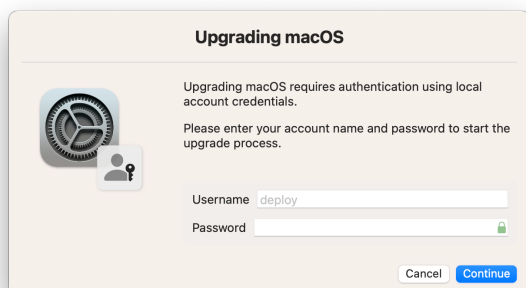 Upgrading macOS
Upgrading macOS requires authentication using local
account credentials.
Please enter your account name and password to start the
upgrade process.
Username deploy
Password
Cancel Continue